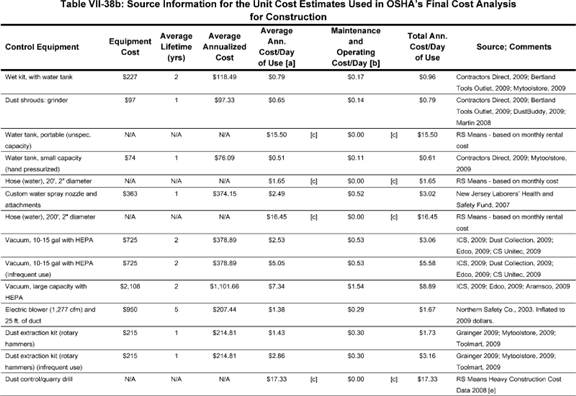 Table VII-38b: Source Information for the Unit Cost Estimates Used in OSHA's Final Cost Analysis
for Construction
Control Equipment Equipment Cost Average Lifetime (yrs) Average Annualized Cost Average Ann. Cost/Day of Use [a] Maintenance and Operating Cost/Day [b] Total Ann. Cost/Day of Use Source; Comments
Wet kit, with water tank $227 2 $118.49 $0.79 $0.17 $0.96 Contractors Direct, 2009; Bertland
Tools Outlet, 2009; Mytoolstore, 2009
Dust shrouds: grinder $97 1 $97.33 $0.65 $0.14 $0.79 Contractors Direct, 2009; Bertland
Tools Outlet, 2009; DustBuddy, 2009;
Martin 2008
Water tank, portable (unspec. N/A N/A N/A $15.50 [c] $0.00 [c] $15.50 RS Means - based on monthly rental
capacity) cost
Water tank, small capacity $74 1 $76.09 $0.51 $0.11 $0.61 Contractors Direct, 2009; Mytoolstore,
(hand pressurized) 2009
Hose (water), 20', 2" diameter N/A N/A N/A $1.65 [c] $0.00 [c] $1.65 RS Means - based on monthly cost
Custom water spray nozzle and $363 1 $374.15 $2.49 $0.52 $3.02 New Jersey Laborers' Health and
attachments Safety Fund, 2007
Hose (water), 200', 2" diameter N/A N/A N/A $16.45 [c] $0.00 [c] $16.45 RS Means - based on monthly rental
cost
Vacuum, 10-15 gal with HEPA $725 2 $378.89 $2.53 $0.53 $3.06 ICS, 2009; Dust Collection, 2009;
Edco, 2009; CS Unitec, 2009
Vacuum, 10-15 gal with HEPA $725 2 $378.89 $5.05 $0.53 $5.58 ICS, 2009; Dust Collection, 2009;
(infrequent use) Edco, 2009; CS Unitec, 2009
Vacuum, large capacity with $2,108 2 $1,101.66 $7.34 $1.54 $8.89 ICS, 2009; Edco, 2009; Aramsco, 2009
HEPA
Electric blower (1,277 cfm) and $950 5 $207.44 $1.38 $0.29 $1.67 Northern Safety Co., 2003. Inflated to
25 ft. of duct 2009 dollars.
Dust extraction kit (rotary $215 1 $214.81 $1.43 $0.30 $1.73 Grainger 2009; Mytoolstore, 2009;
hammers) Toolmart, 2009
Dust extraction kit (rotary $215 1 $214.81 $2.86 $0.30 $3.16 Grainger 2009; Mytoolstore, 2009;
hammers) (infrequent use) Toolmart, 2009
Dust control/quarry drill N/A N/A N/A $17.33 [c] $0.00 [c] $17.33 RS Means Heavy Construction Cost
Data 2008 [e]